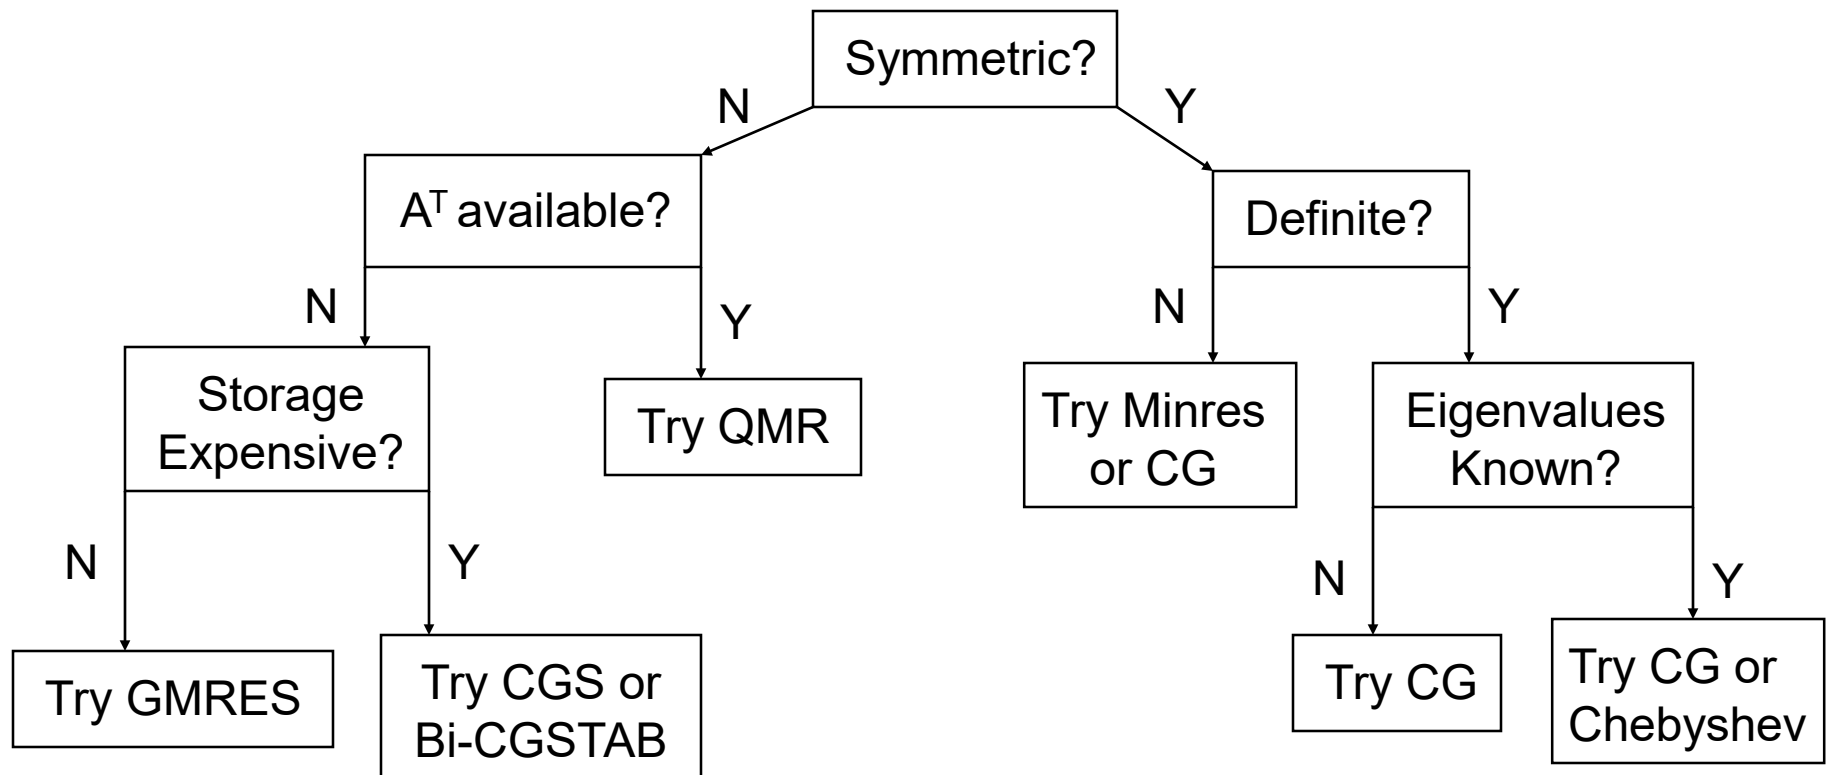 Symmetric?
N
Y
Aᵀ available?
Definite?
N
Y
N
Y
Storage
Expensive?
Try QMR
Try Minres
or CG
Eigenvalues
Known?
N
Y
N
Y
Try GMRES
Try CGS or
Bi-CGSTAB
Try CG
Try CG or
Chebyshev